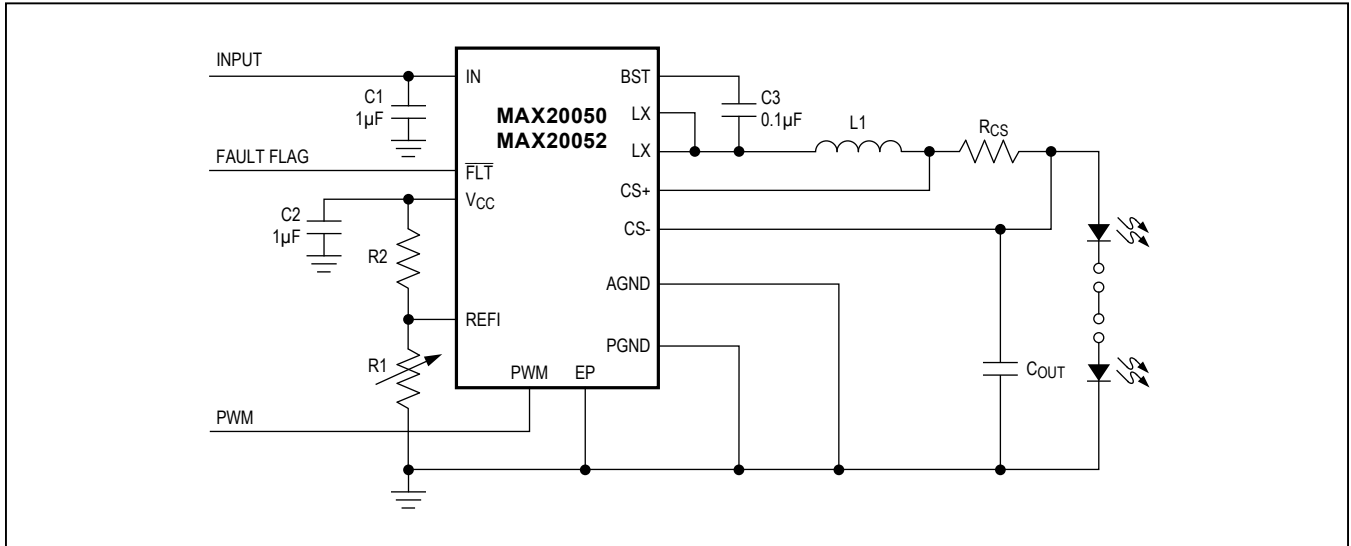 INPUT
C1
1µF
FAULT FLAG
C2
1µF
R2
R1
PWM
IN
FLT
VCC
REFI
PWM
EP
MAX20050
MAX20052
BST
LX
LX
CS+
CS-
AGND
PGND
C3
0.1µF
L1
RCS
COUT